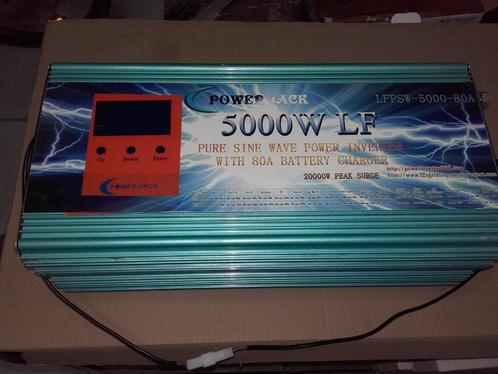 POWER JACK
LFPSW-5000-80A
5000W LF
PURE SINE WAVE POWER INVERTER
WITH 80A BATTERY CHARGER
20000W PEAK SURGE
Up Down Enter
POWER JACK